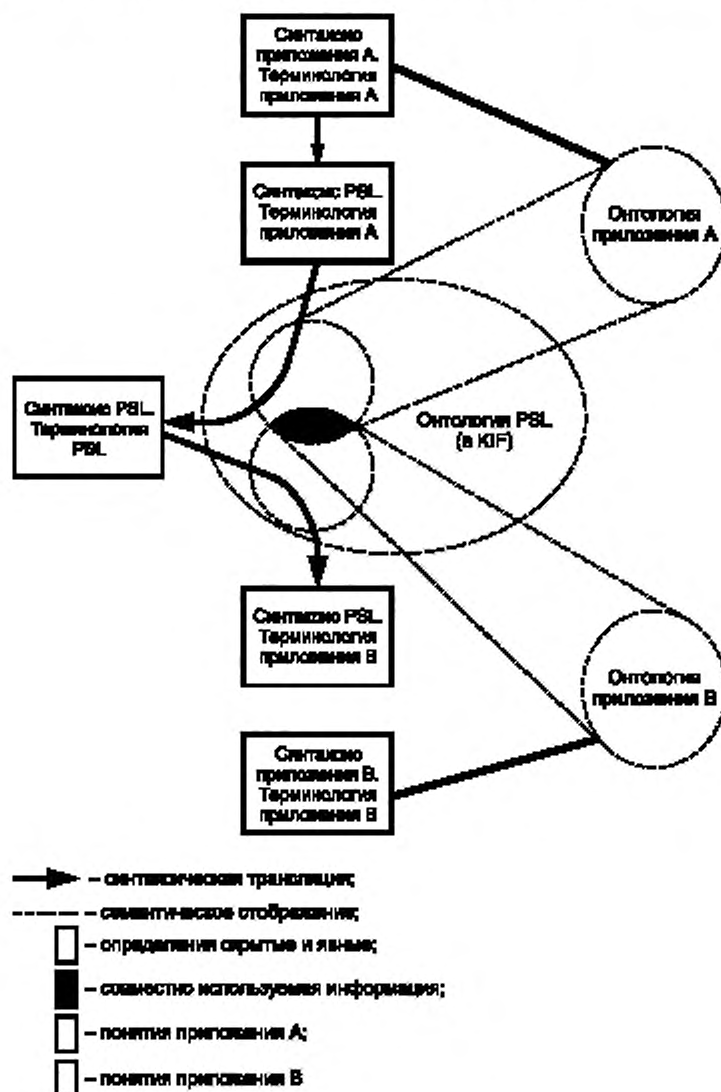 Синтаксис
приложения A.
Терминология
приложения A
Синтаксис PSL.
Терминология
приложения A
Онтология
приложения A
Синтаксис PSL.
Терминология
PSL
Онтология PSL
(в KIF)
Синтаксис PSL.
Терминология
приложения B
Онтология
приложения B
Синтаксис
приложения B.
Терминология
приложения B
– синтаксическая трансляция;
– семантическое отображение;
– определения скрытые и явные;
– совместно используемая информация;
– понятия приложения A;
– понятия приложения B